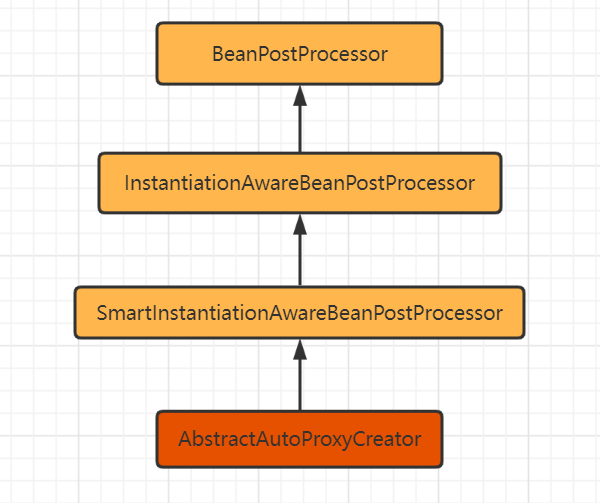 BeanPostProcessor
InstantiationAwareBeanPostProcessor
SmartInstantiationAwareBeanPostProcessor
AbstractAutoProxyCreator